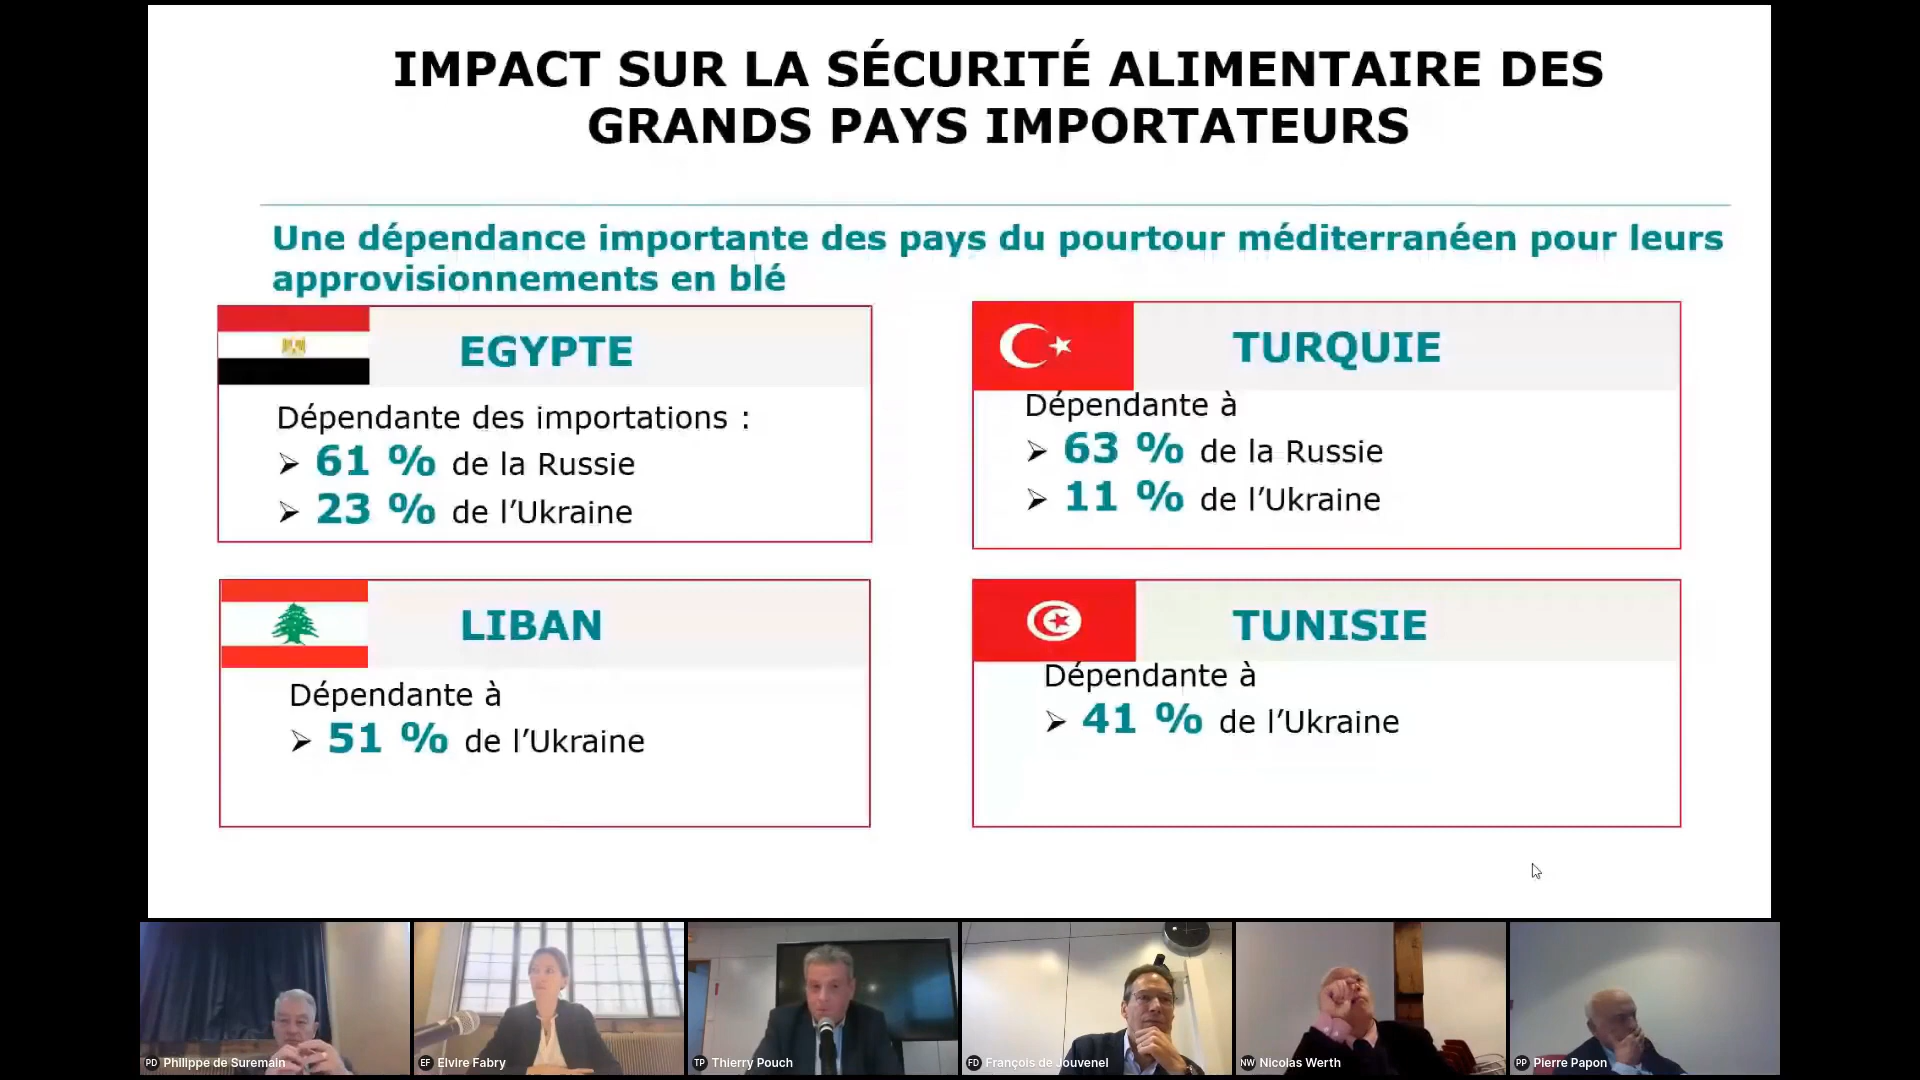 IMPACT SUR LA SÉCURITÉ ALIMENTAIRE DES
GRANDS PAYS IMPORTATEURS
Une dépendance importante des pays du pourtour méditerranéen pour leurs
approvisionnements en blé
EGYPTE
Dépendante des importations :
➢ 61 % de la Russie
➢ 23 % de l’Ukraine
TURQUIE
Dépendante à
➢ 63 % de la Russie
➢ 11 % de l’Ukraine
LIBAN
Dépendante à
➢ 51 % de l’Ukraine
TUNISIE
Dépendante à
➢ 41 % de l’Ukraine
PD Philippe de Suremain
EF Elvire Fabry
TP Thierry Pouch
FD François de Jouvenel
NW Nicolas Werth
PP Pierre Papon